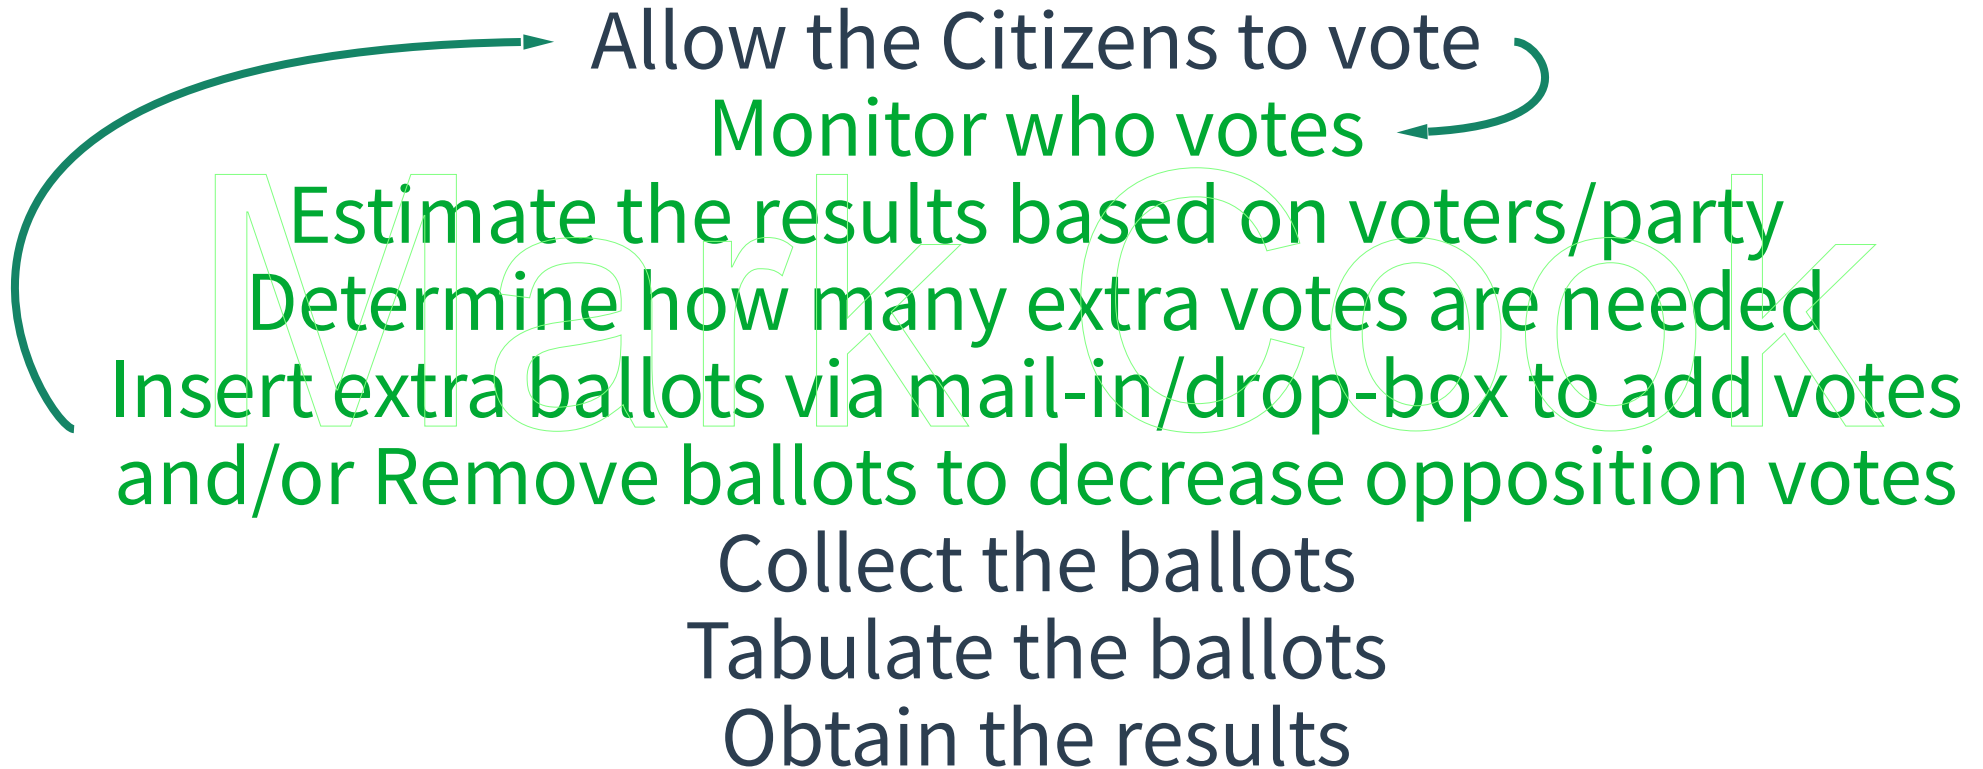 Allow the Citizens to vote
Monitor who votes
Estimate the results based on voters/party
Determine how many extra votes are needed
Insert extra ballots via mail-in/drop-box to add votes
and/or Remove ballots to decrease opposition votes
Collect the ballots
Tabulate the ballots
Obtain the results
Mark Cook